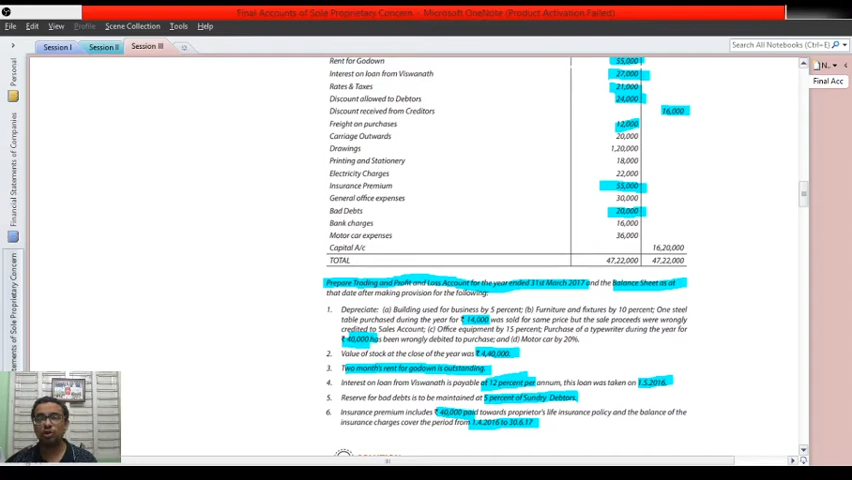 Final Accounts of Sole Proprietary Concern - Microsoft OneNote (Product Activation Failed)
File Edit View Profile Scene Collection Tools Help
Session I Session II Session III
Search All Notebooks (Ctrl+E)
Personal
Financial Statements of Companies
Statements of Sole Proprietary Concern
N..
Final Acc
Rent for Godown 55,000
Interest on loan from Viswanath 27,000
Rates & Taxes 21,000
Discount allowed to Debtors 24,000
Discount received from Creditors 16,000
Freight on purchases 12,000
Carriage Outwards 20,000
Drawings 1,20,000
Printing and Stationery 18,000
Electricity Charges 22,000
Insurance Premium 55,000
General office expenses 30,000
Bad Debts 20,000
Bank charges 16,000
Motor car expenses 36,000
Capital A/c 16,20,000
TOTAL 47,22,000 47,22,000
Prepare Trading and Profit and Loss Account for the year ended 31st March 2017 and the Balance Sheet as at
that date after making provision for the following:
1. Depreciate: (a) Building used for business by 5 percent; (b) Furniture and fixtures by 10 percent; One steel
table purchased during the year for ₹ 14,000 was sold for same price but the sale proceeds were wrongly
credited to Sales Account; (c) Office equipment by 15 percent; Purchase of a typewriter during the year for
₹ 40,000 has been wrongly debited to purchase; and (d) Motor car by 20%.
2. Value of stock at the close of the year was ₹ 4,40,000.
3. Two month's rent for godown is outstanding.
4. Interest on loan from Viswanath is payable at 12 percent per annum, this loan was taken on 1.5.2016.
5. Reserve for bad debts is to be maintained at 5 percent of Sundry Debtors.
6. Insurance premium includes ₹ 40,000 paid towards proprietor's life insurance policy and the balance of the
insurance charges cover the period from 1.4.2016 to 30.6.17